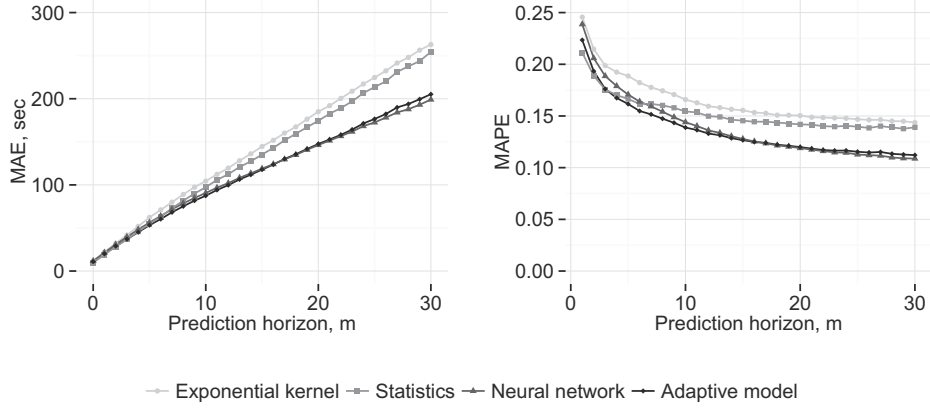 300
200
100
0
MAE, sec
0 10 20 30
Prediction horizon, m
0.25
0.20
0.15
0.10
0.05
0.00
MAPE
0 10 20 30
Prediction horizon, m
Exponential kernel Statistics Neural network Adaptive model